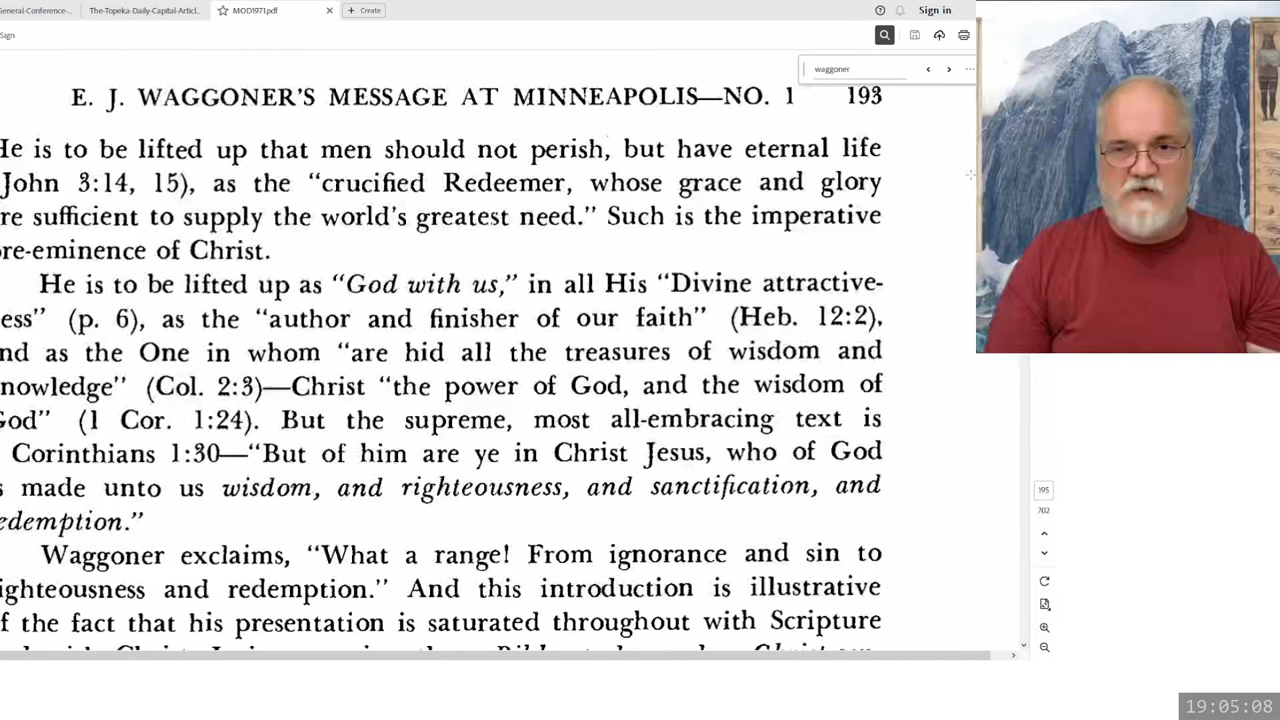 General-Conference-...
The-Topeka-Daily-Capital-Articl...
MOD1971.pdf
Create
Sign in
Sign
waggoner
E. J. WAGGONER'S MESSAGE AT MINNEAPOLIS—NO. 1 193
He is to be lifted up that men should not perish, but have eternal life
John 3:14, 15), as the "crucified Redeemer, whose grace and glory
re sufficient to supply the world's greatest need." Such is the imperative
re-eminence of Christ.
He is to be lifted up as "God with us," in all His "Divine attractive-
ess" (p. 6), as the "author and finisher of our faith" (Heb. 12:2),
nd as the One in whom "are hid all the treasures of wisdom and
nowledge" (Col. 2:3)—Christ "the power of God, and the wisdom of
God" (1 Cor. 1:24). But the supreme, most all-embracing text is
Corinthians 1:30—"But of him are ye in Christ Jesus, who of God
s made unto us wisdom, and righteousness, and sanctification, and
edemption."
Waggoner exclaims, "What a range! From ignorance and sin to
ighteousness and redemption." And this introduction is illustrative
f the fact that his presentation is saturated throughout with Scripture
195
702
19:05:08